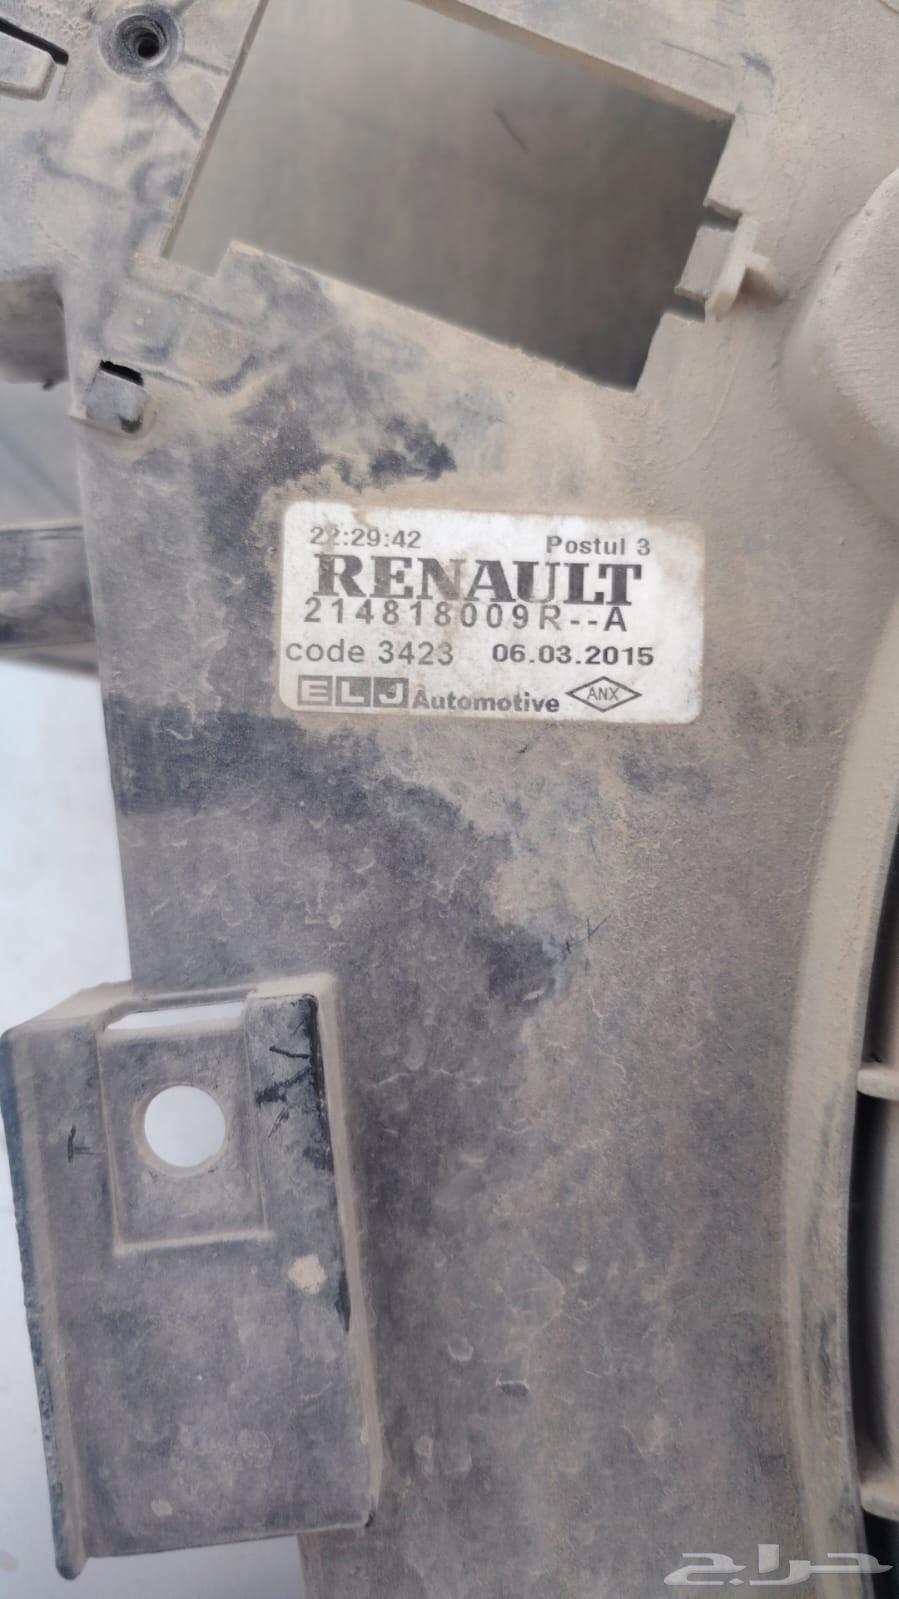 22:29:42 Postul 3
RENAULT
214818009R--A
code 3423 06.03.2015
ELJ Automotive ANX
حراج